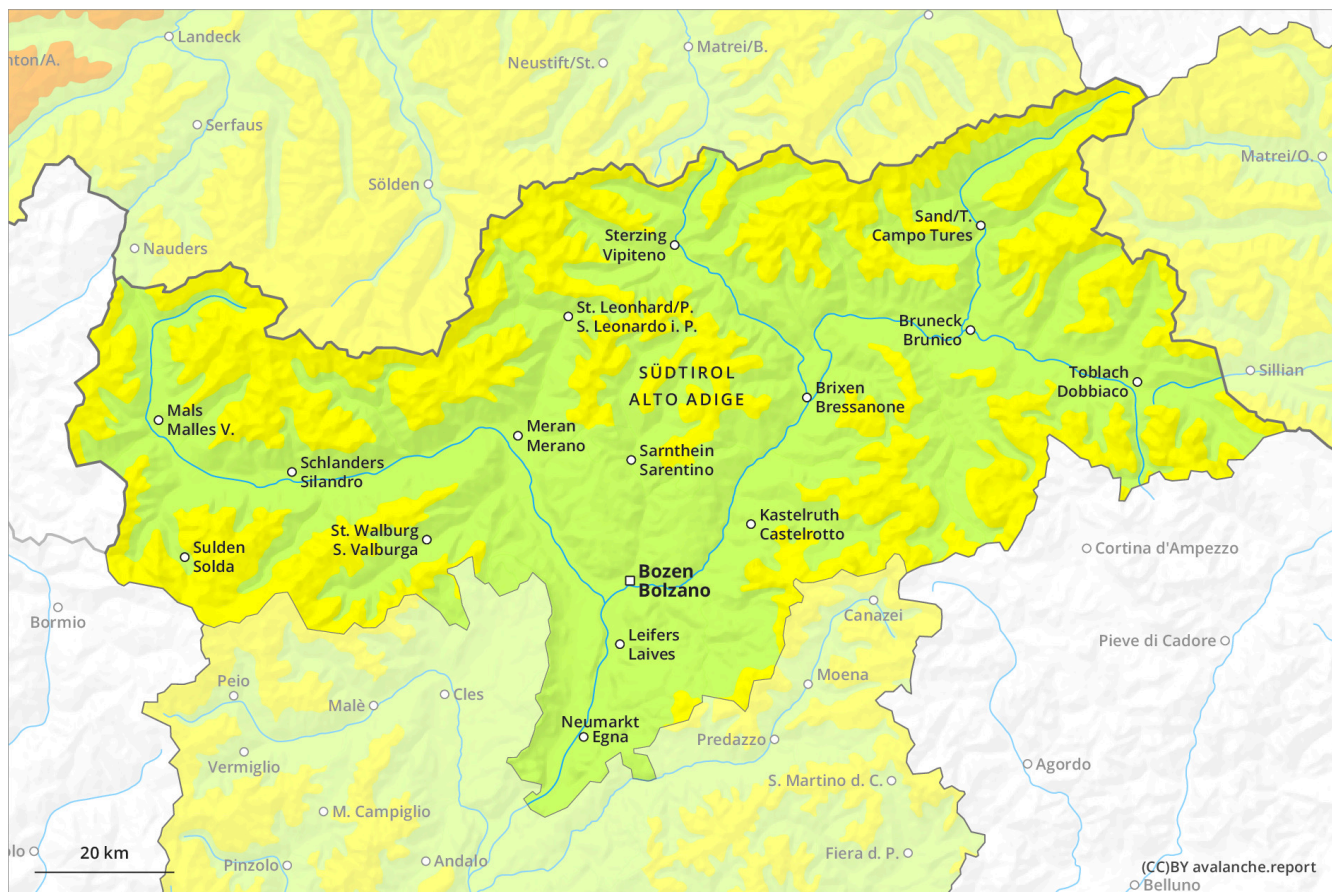 Landeck
nton/A.
Matrei/B.
Neustift/St.
Serfaus
Matrei/O.
Sölden
Sand/T.
Campo Tures
Sterzing
Vipiteno
Nauders
St. Leonhard/P.
S. Leonardo i. P.
Bruneck
Brunico
SÜDTIROL
ALTO ADIGE
Toblach
Dobbiaco
Sillian
Brixen
Bressanone
Mals
Malles V.
Meran
Merano
Schlanders
Silandro
Sarnthein
Sarentino
Kastelruth
Castelrotto
St. Walburg
S. Valburga
Sulden
Solda
Cortina d'Ampezzo
Bozen
Bolzano
Bormio
Canazei
Leifers
Laives
Pieve di Cadore
Moena
Peio
Malè
Cles
Neumarkt
Egna
Predazzo
Vermiglio
Agordo
S. Martino d. C.
M. Campiglio
olo
20 km
Pinzolo
Andalo
Fiera d. P.
(CC)BY avalanche.report
Belluno